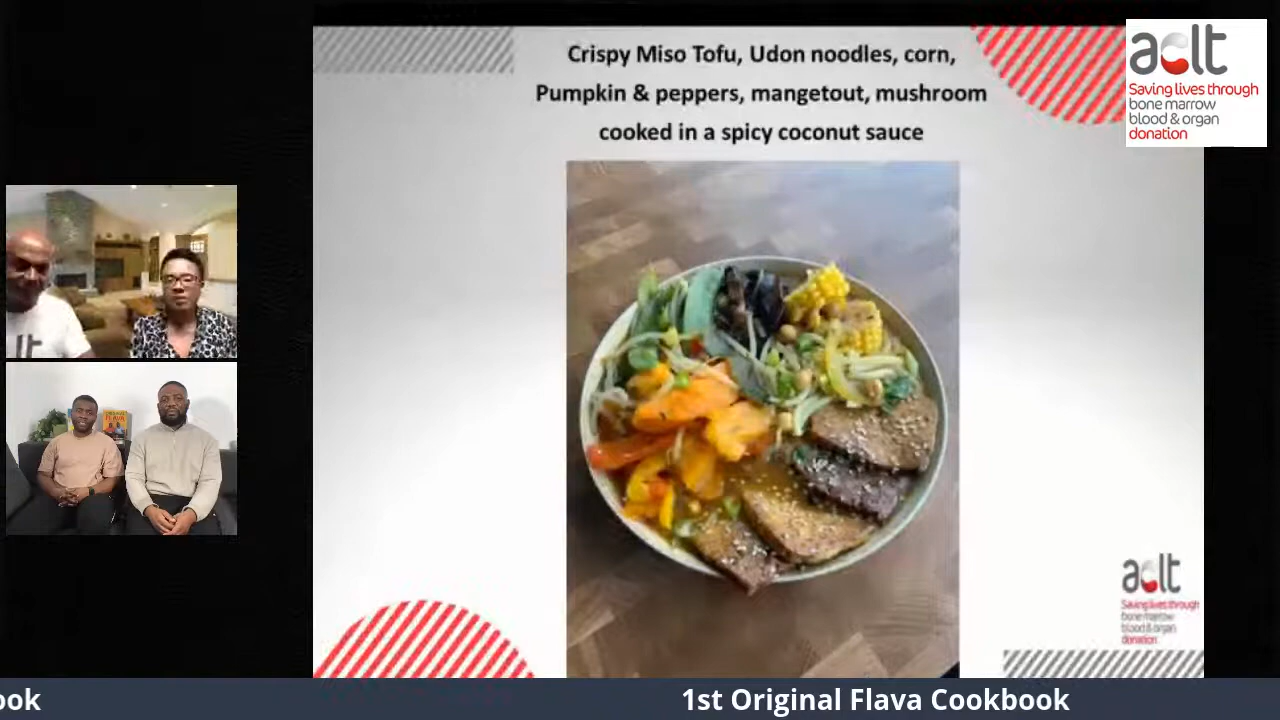 Crispy Miso Tofu, Udon noodles, corn,
Pumpkin & peppers, mangetout, mushroom
cooked in a spicy coconut sauce
aclt
Saving lives through
bone marrow
blood & organ
donation
lt
FLAVA
aclt
Saving lives through
bone marrow
blood & organ
donation
ook
1st Original Flava Cookbook